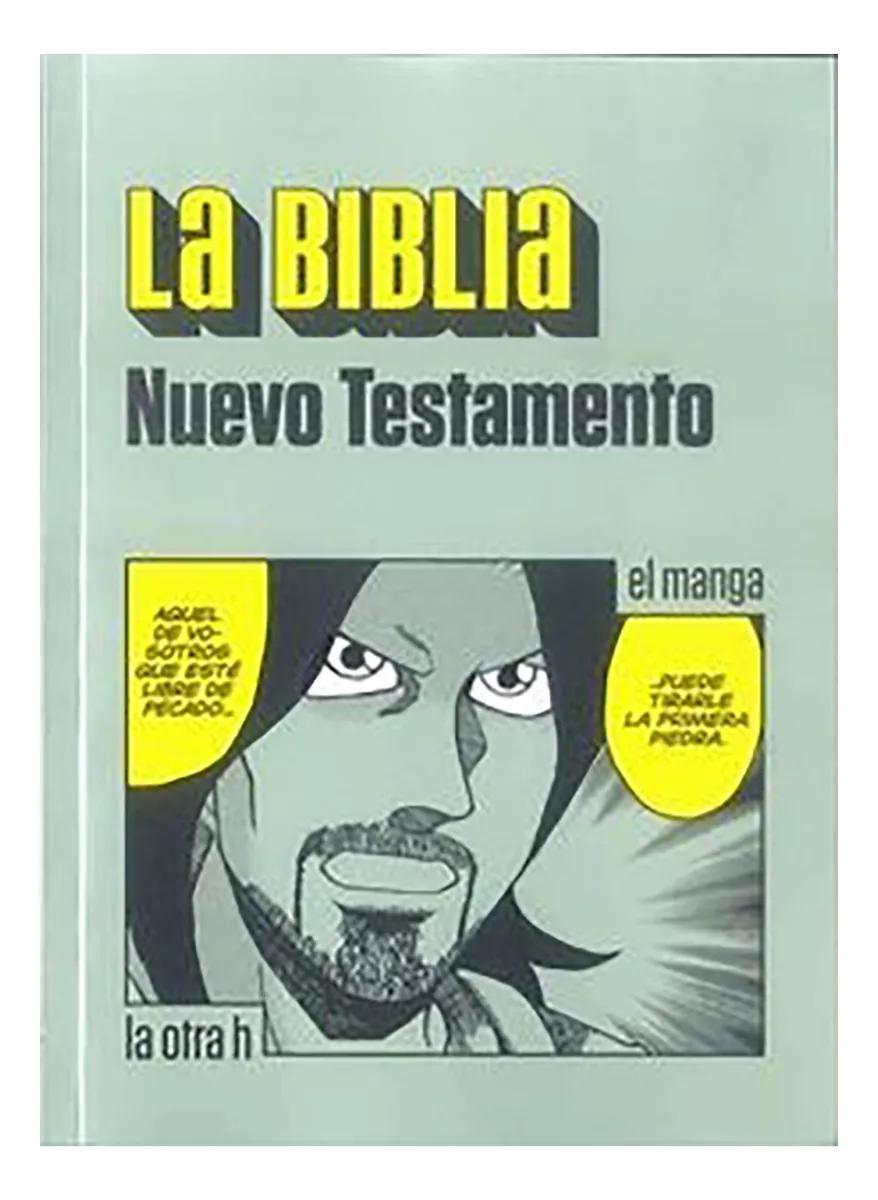 La BIBLIa
Nuevo Testamento
el manga
AQUEL
DE VO-
SOTROS
QUE ESTÉ
LIBRE DE
PECADO...
...PUEDE
TIRARLE
LA PRIMERA
PIEDRA.
la otra h